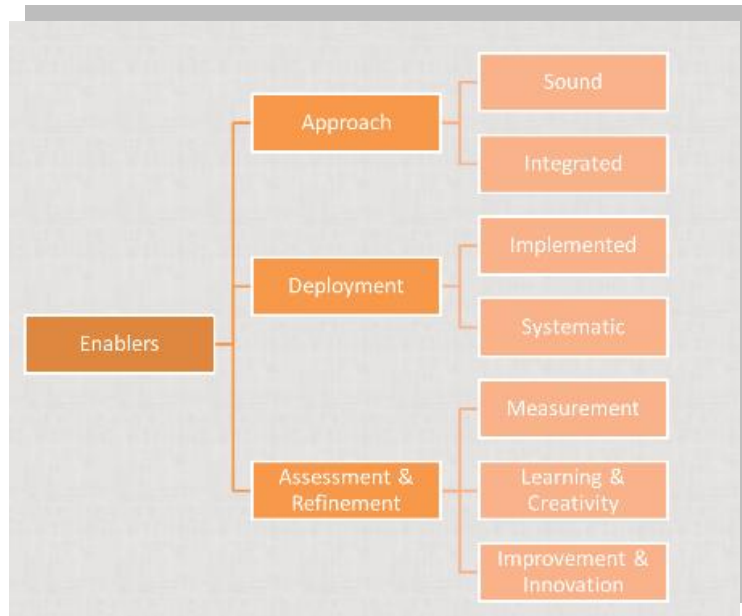 Enablers
Approach
Sound
Integrated
Deployment
Implemented
Systematic
Assessment &
Refinement
Measurement
Learning &
Creativity
Improvement &
Innovation